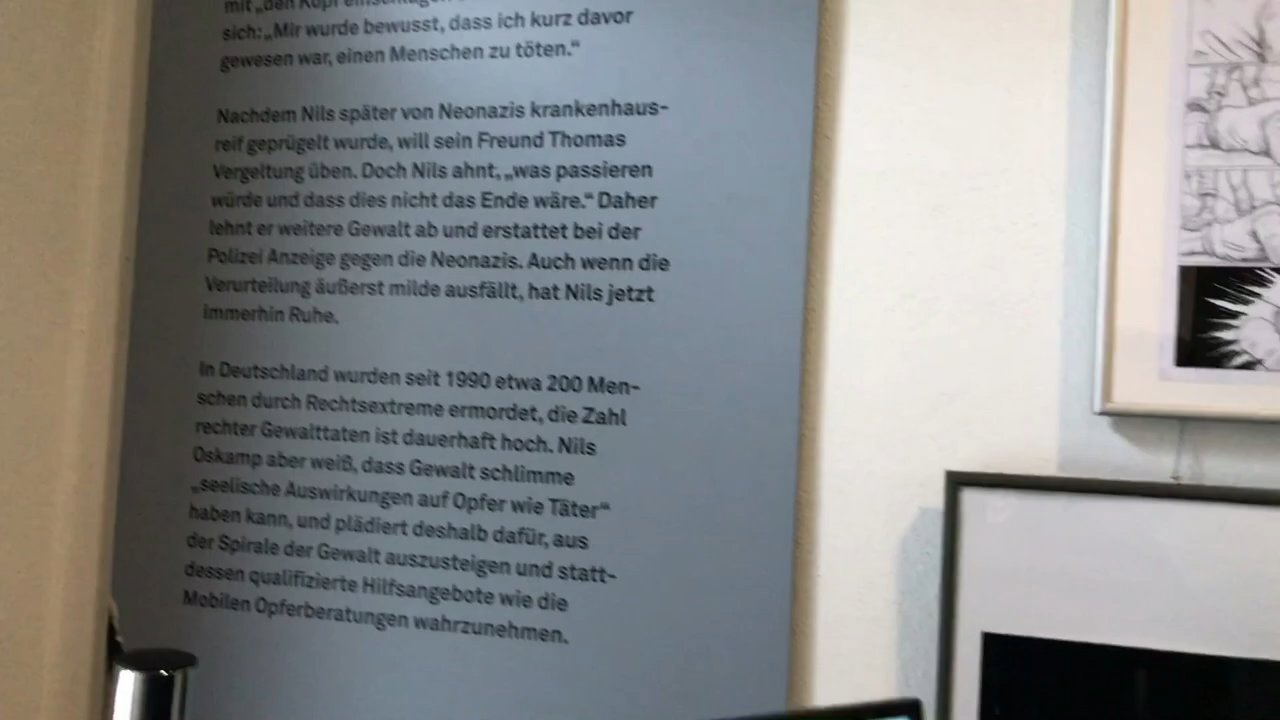 mit „den Kopf einschlagen
sich: „Mir wurde bewusst, dass ich kurz davor
gewesen war, einen Menschen zu töten.“
Nachdem Nils später von Neonazis krankenhaus-
reif geprügelt wurde, will sein Freund Thomas
Vergeltung üben. Doch Nils ahnt, „was passieren
würde und dass dies nicht das Ende wäre.“ Daher
lehnt er weitere Gewalt ab und erstattet bei der
Polizei Anzeige gegen die Neonazis. Auch wenn die
Verurteilung äußerst milde ausfällt, hat Nils jetzt
immerhin Ruhe.
In Deutschland wurden seit 1990 etwa 200 Men-
schen durch Rechtsextreme ermordet, die Zahl
rechter Gewalttaten ist dauerhaft hoch. Nils
Oskamp aber weiß, dass Gewalt schlimme
„seelische Auswirkungen auf Opfer wie Täter“
haben kann, und plädiert deshalb dafür, aus
der Spirale der Gewalt auszusteigen und statt-
dessen qualifizierte Hilfsangebote wie die
Mobilen Opferberatungen wahrzunehmen.